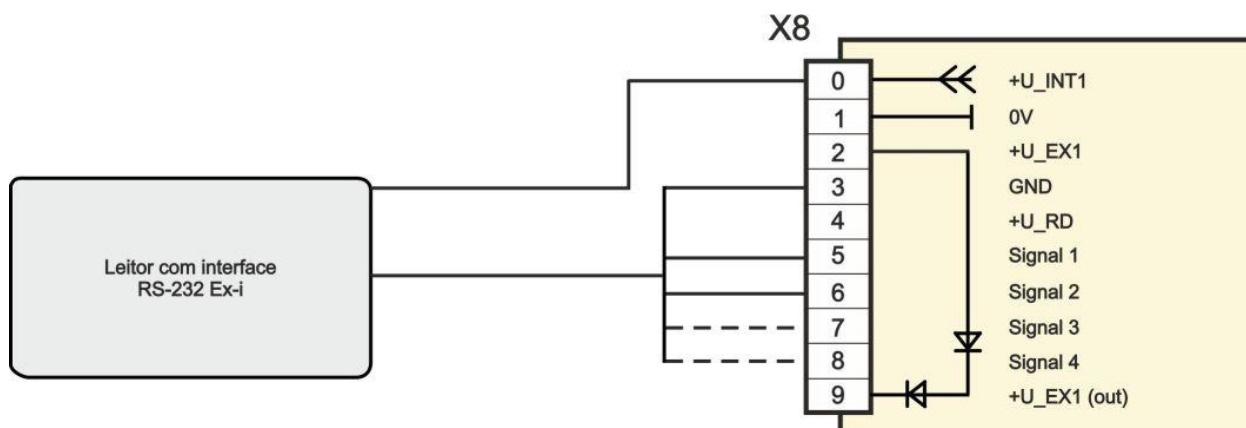 X8
0 +U_INT1
1 0V
2 +U_EX1
3 GND
4 +U_RD
5 Signal 1
6 Signal 2
7 Signal 3
8 Signal 4
9 +U_EX1 (out)
Leitor com interface
RS-232 Ex-i